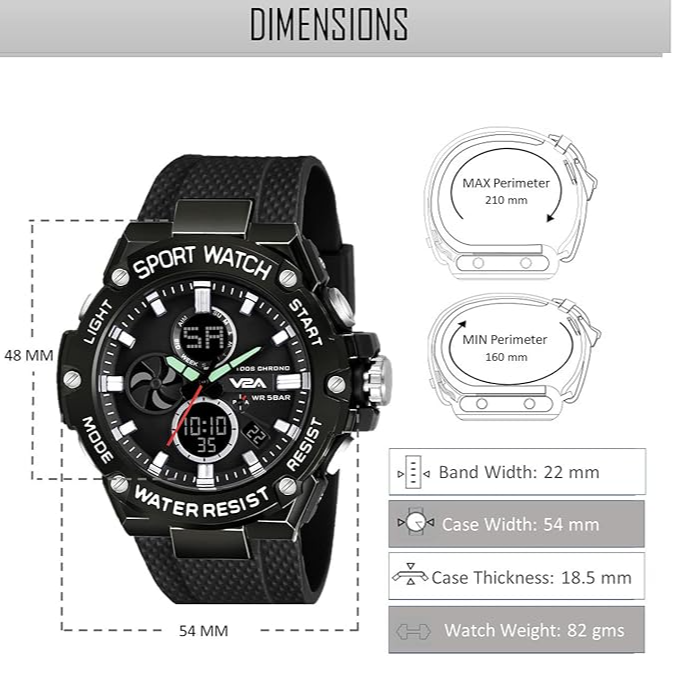 DIMENSIONS
MAX Perimeter
210 mm
SPORT WATCH
LIGHT
START
SA
WEEK
48 MM
MIN Perimeter
160 mm
CHRONO
V2A
P A
WR 5BAR
10:10
35
22
MODE
RESIST
WATER RESIST
Band Width: 22 mm
Case Width: 54 mm
Case Thickness: 18.5 mm
Watch Weight: 82 gms
54 MM